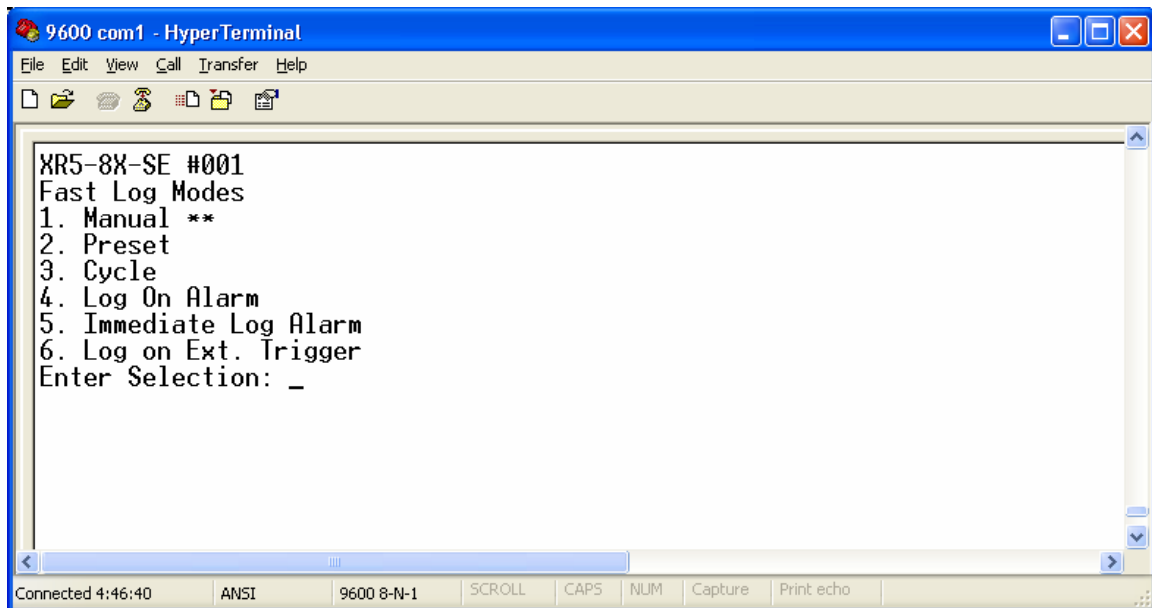 9600 com1 - HyperTerminal
File Edit View Call Transfer Help
XR5-8X-SE #001
Fast Log Modes
1. Manual **
2. Preset
3. Cycle
4. Log On Alarm
5. Immediate Log Alarm
6. Log on Ext. Trigger
Enter Selection: _
Connected 4:46:40 ANSI 9600 8-N-1 SCROLL CAPS NUM Capture Print echo